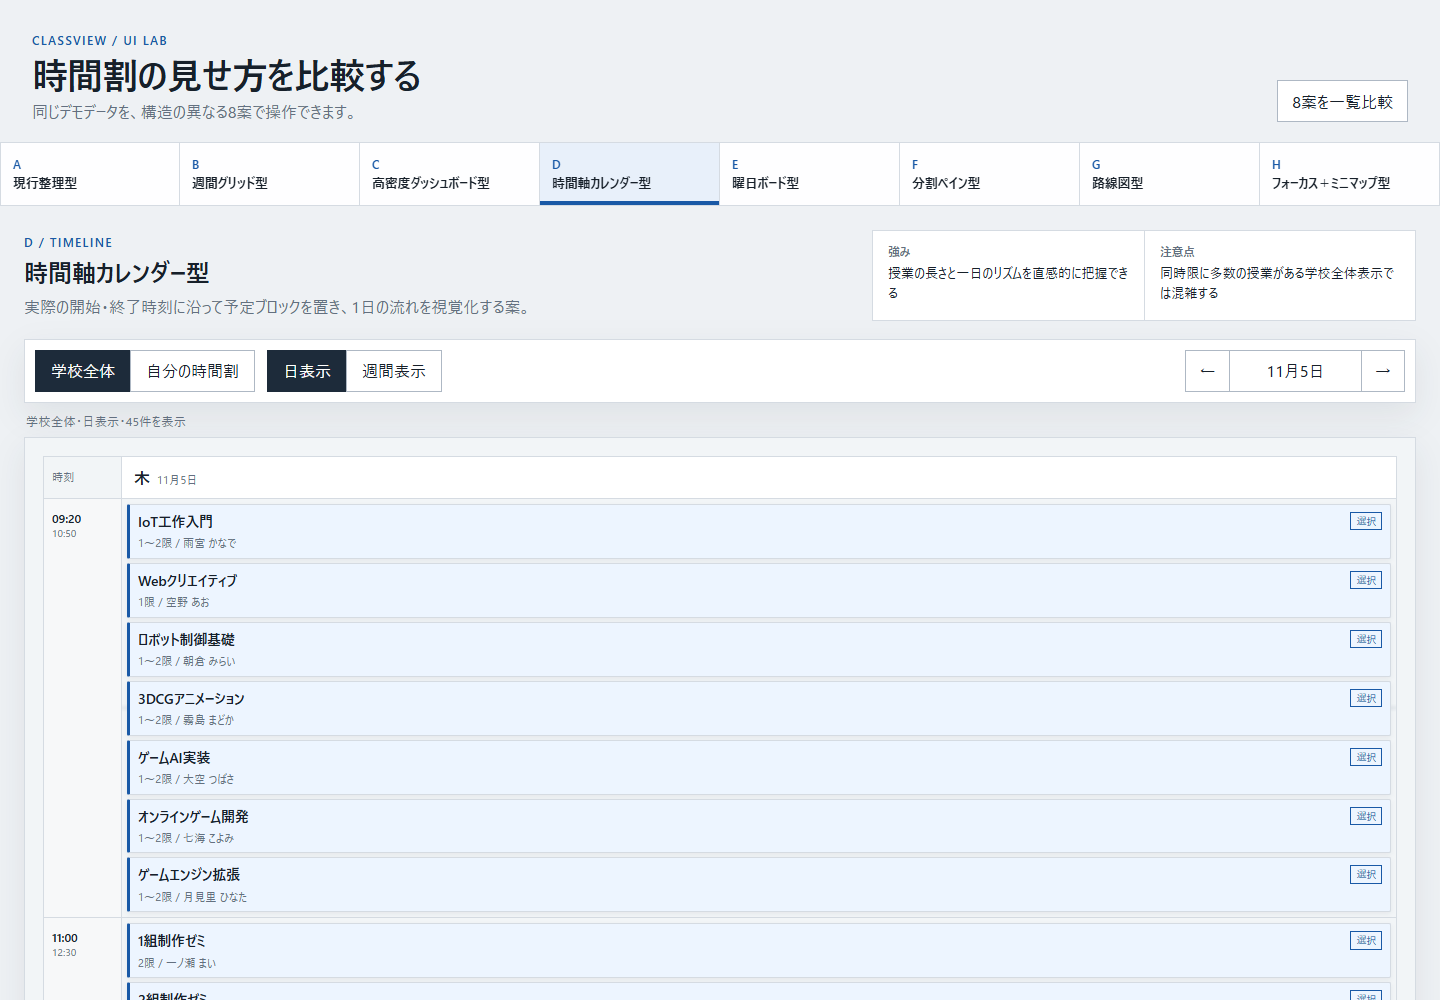 CLASSVIEW / UI LAB
時間割の見せ方を比較する
同じデモデータを、構造の異なる8案で操作できます。
8案を一覧比較
A
現行整理型
B
週間グリッド型
C
高密度ダッシュボード型
D
時間軸カレンダー型
E
曜日ボード型
F
分割ペイン型
G
路線図型
H
フォーカス＋ミニマップ型
D / TIMELINE
時間軸カレンダー型
実際の開始・終了時刻に沿って予定ブロックを置き、1日の流れを視覚化する案。
強み
授業の長さと一日のリズムを直感的に把握でき
る
注意点
同時限に多数の授業がある学校全体表示で
は混雑する
学校全体
自分の時間割
日表示
週間表示
←
11月5日
→
学校全体・日表示・45件を表示
時刻
木 11月5日
09:20
10:50
IoT工作入門
選択
1〜2限 / 雨宮 かなで
Webクリエイティブ
選択
1限 / 空野 あお
ロボット制御基礎
選択
1〜2限 / 朝倉 みらい
3DCGアニメーション
選択
1〜2限 / 霧島 まどか
ゲームAI実装
選択
1〜2限 / 大空 つばさ
オンラインゲーム開発
選択
1〜2限 / 七海 こよみ
ゲームエンジン拡張
選択
1〜2限 / 月見里 ひなた
11:00
12:30
1組制作ゼミ
選択
2限 / 一ノ瀬 まい
2組制作ゼミ
選択